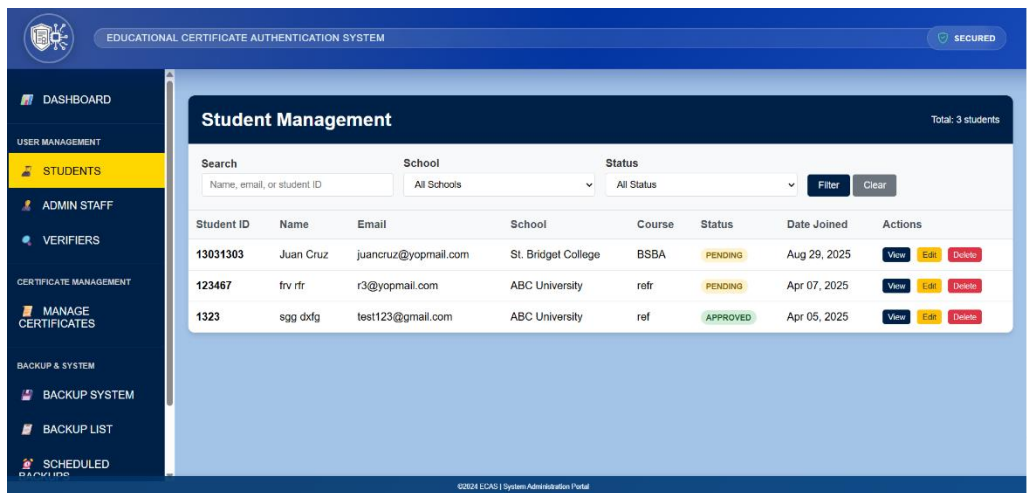 EDUCATIONAL CERTIFICATE AUTHENTICATION SYSTEM
SECURED
DASHBOARD
USER MANAGEMENT
STUDENTS
ADMIN STAFF
VERIFIERS
CERTIFICATE MANAGEMENT
MANAGE
CERTIFICATES
BACKUP & SYSTEM
BACKUP SYSTEM
BACKUP LIST
SCHEDULED
BACKUPS
Student Management
Total: 3 students
Search School Status
Name, email, or student ID All Schools All Status Filter Clear
Student ID Name Email School Course Status Date Joined Actions
13031303 Juan Cruz juancruz@yopmail.com St. Bridget College BSBA PENDING Aug 29, 2025 View Edit Delete
123467 frv rfr r3@yopmail.com ABC University refr PENDING Apr 07, 2025 View Edit Delete
1323 sgg dxfg test123@gmail.com ABC University ref APPROVED Apr 05, 2025 View Edit Delete
©2024 ECAS | System Administration Portal